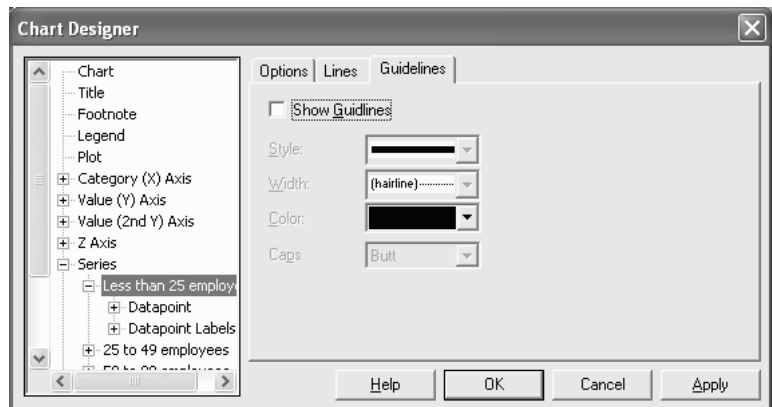 Chart Designer
Chart
Title
Footnote
Legend
Plot
Category (X) Axis
Value (Y) Axis
Value (2nd Y) Axis
Z Axis
Series
Less than 25 employe
Datapoint
Datapoint Labels
25 to 49 employees
Options
Lines
Guidelines
Show Guidlines
Style:
Width:
(hairline)
Color:
Caps
Butt
Help
OK
Cancel
Apply